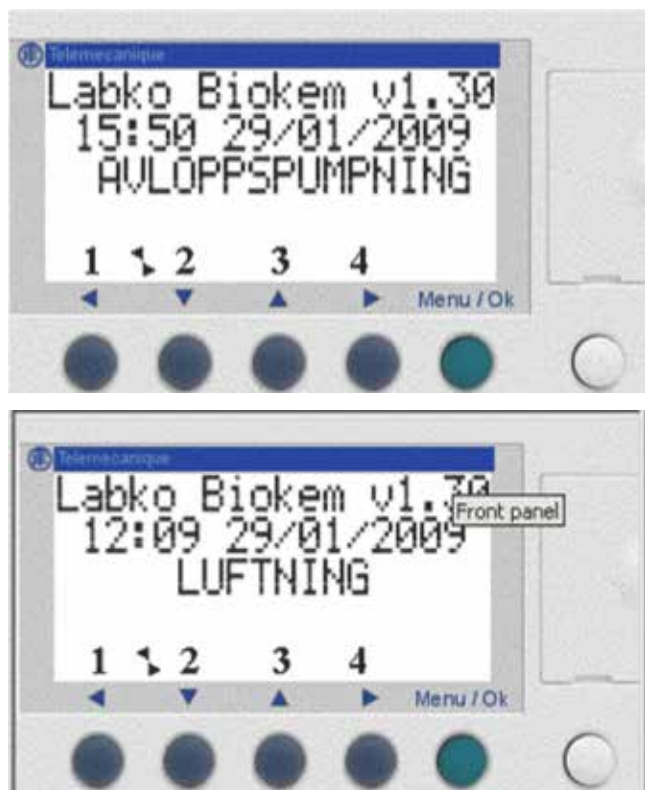 Telemecanique
Labko Biokem v1.30
15:50 29/01/2009
AVLOPPSPUMPNING
1 2 3 4
Menu / Ok
Telemecanique
Labko Biokem v1.30
Front panel
12:09 29/01/2009
LUFTNING
1 2 3 4
Menu / Ok